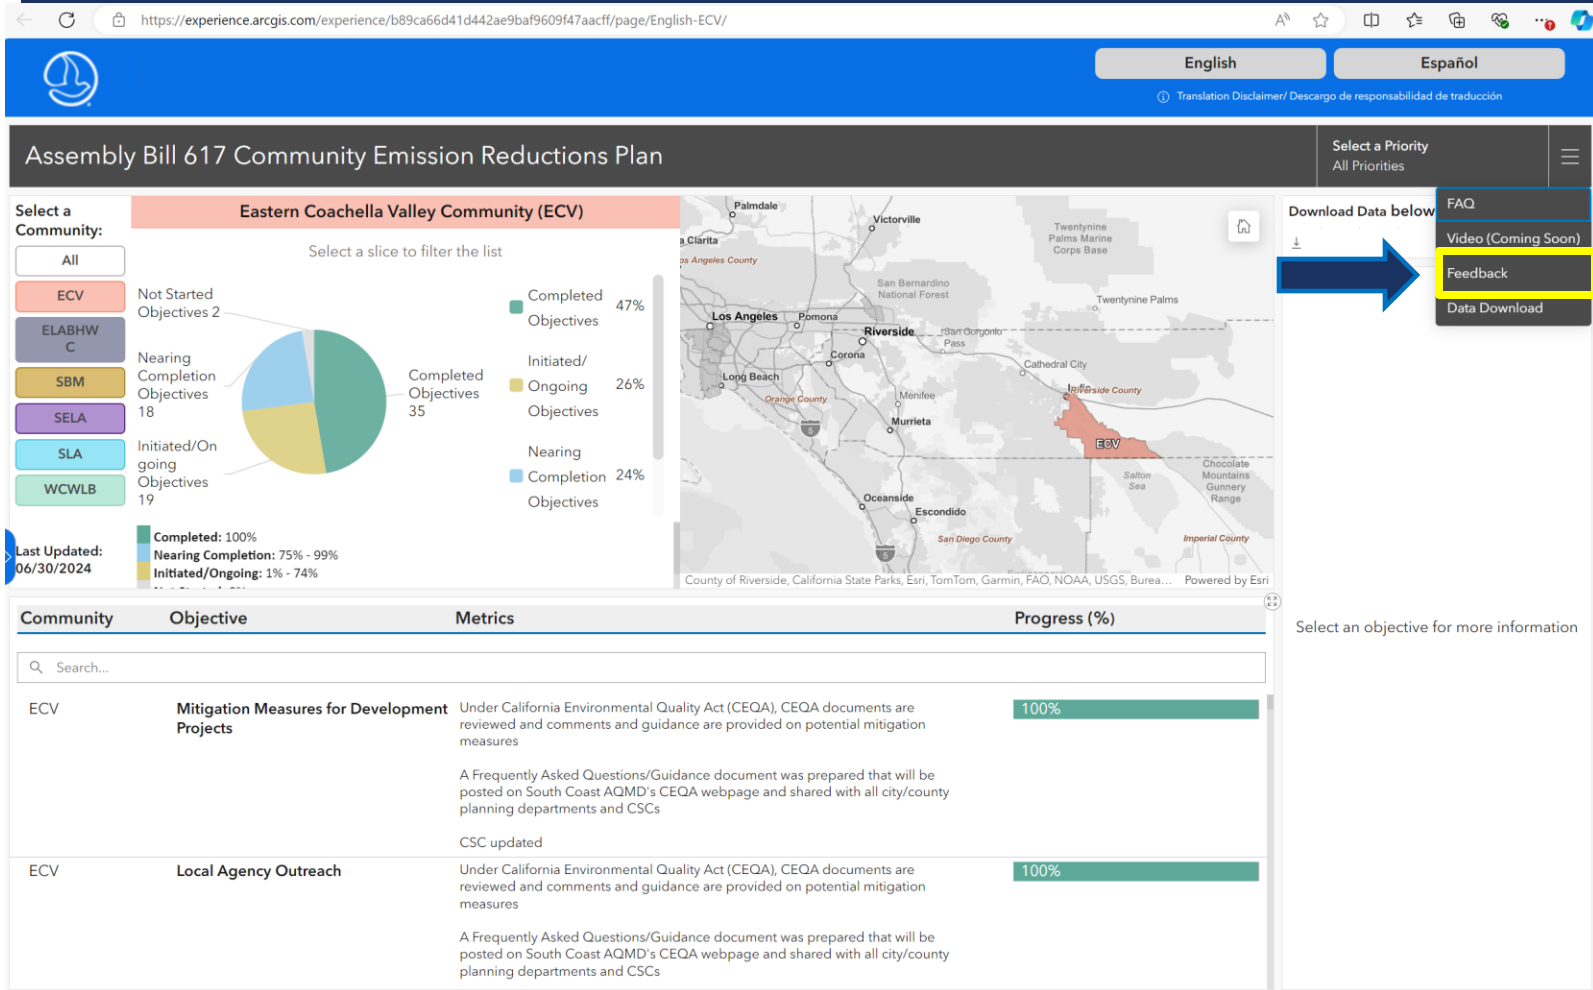 https://experience.arcgis.com/experience/b89ca66d41d442ae9baf9609f47aacff/page/English-ECV/
English
Español
Translation Disclaimer/ Descargo de responsabilidad de traducción
Assembly Bill 617 Community Emission Reductions Plan
Select a Priority
All Priorities
FAQ
Video (Coming Soon)
Feedback
Data Download
Select a
Community:
All
ECV
ELABHW
C
SBM
SELA
SLA
WCWLB
Last Updated:
06/30/2024
Eastern Coachella Valley Community (ECV)
Select a slice to filter the list
Not Started
Objectives 2
Nearing
Completion
Objectives
18
Initiated/On
going
Objectives
19
Completed
Objectives
35
Completed
Objectives
47%
Initiated/
Ongoing
Objectives
26%
Nearing
Completion
Objectives
24%
Completed: 100%
Nearing Completion: 75% - 99%
Initiated/Ongoing: 1% - 74%
Palmdale
Victorville
a Clarita
os Angeles County
Twentynine
Palms Marine
Corps Base
San Bernardino
National Forest
Twentynine Palms
Los Angeles
Pomona
Riverside
San Gorgonio
Pass
Corona
Cathedral City
Long Beach
Orange County
Menifee
Riverside County
5
Murrieta
ECV
Salton
Sea
Chocolate
Mountains
Gunnery
Range
Oceanside
Escondido
San Diego County
Imperial County
5
County of Riverside, California State Parks, Esri, TomTom, Garmin, FAO, NOAA, USGS, Burea...
Powered by Esri
Download Data below
Select an objective for more information
Community
Objective
Metrics
Progress (%)
Search...
ECV
Mitigation Measures for Development
Projects
Under California Environmental Quality Act (CEQA), CEQA documents are
reviewed and comments and guidance are provided on potential mitigation
measures
A Frequently Asked Questions/Guidance document was prepared that will be
posted on South Coast AQMD's CEQA webpage and shared with all city/county
planning departments and CSCs
CSC updated
100%
ECV
Local Agency Outreach
Under California Environmental Quality Act (CEQA), CEQA documents are
reviewed and comments and guidance are provided on potential mitigation
measures
A Frequently Asked Questions/Guidance document was prepared that will be
posted on South Coast AQMD's CEQA webpage and shared with all city/county
planning departments and CSCs
100%